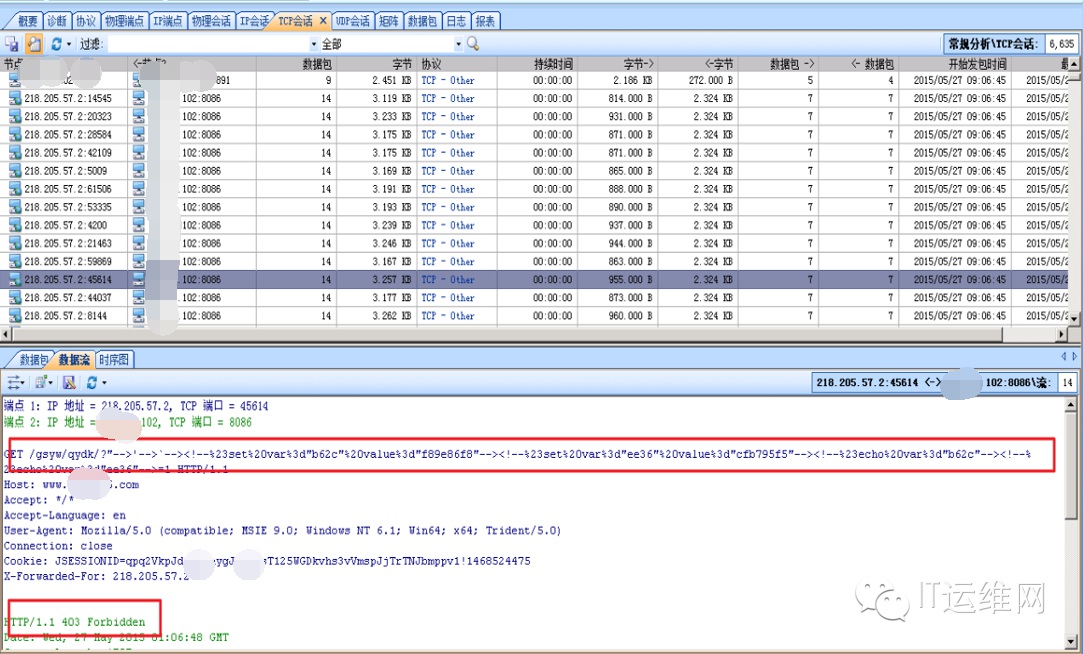 概要 诊断 协议 物理端点 IP端点 物理会话 IP会话 TCP会话 × UDP会话 矩阵 数据包 日志 报表
过滤: 全部 常规分析\TCP会话: 6,635
数据包 字节 协议 持续时间 字节-> <-字节 数据包 -> <- 数据包 开始发包时间
891 9 2.451 KB TCP - Other 00:00:00 2.186 KB 272.000 B 5 4 2015/05/27 09:06:45 2015/05/2
218.205.57.2:14545 102:8086 14 3.119 KB TCP - Other 00:00:00 814.000 B 2.324 KB 7 7 2015/05/27 09:06:45 2015/05/2
218.205.57.2:20323 102:8086 14 3.233 KB TCP - Other 00:00:00 931.000 B 2.324 KB 7 7 2015/05/27 09:06:45 2015/05/2
218.205.57.2:28584 102:8086 14 3.175 KB TCP - Other 00:00:00 871.000 B 2.324 KB 7 7 2015/05/27 09:06:45 2015/05/2
218.205.57.2:42109 102:8086 14 3.175 KB TCP - Other 00:00:00 871.000 B 2.324 KB 7 7 2015/05/27 09:06:45 2015/05/2
218.205.57.2:5009 102:8086 14 3.169 KB TCP - Other 00:00:00 865.000 B 2.324 KB 7 7 2015/05/27 09:06:45 2015/05/2
218.205.57.2:61506 102:8086 14 3.191 KB TCP - Other 00:00:00 888.000 B 2.324 KB 7 7 2015/05/27 09:06:45 2015/05/2
218.205.57.2:53335 102:8086 14 3.193 KB TCP - Other 00:00:00 890.000 B 2.324 KB 7 7 2015/05/27 09:06:45 2015/05/2
218.205.57.2:4200 102:8086 14 3.239 KB TCP - Other 00:00:00 937.000 B 2.324 KB 7 7 2015/05/27 09:06:45 2015/05/2
218.205.57.2:21463 102:8086 14 3.246 KB TCP - Other 00:00:00 944.000 B 2.324 KB 7 7 2015/05/27 09:06:45 2015/05/2
218.205.57.2:59869 102:8086 14 3.167 KB TCP - Other 00:00:00 863.000 B 2.324 KB 7 7 2015/05/27 09:06:45 2015/05/2
218.205.57.2:45614 102:8086 14 3.257 KB TCP - Other 00:00:00 955.000 B 2.324 KB 7 7 2015/05/27 09:06:45 2015/05/2
218.205.57.2:44037 102:8086 14 3.177 KB TCP - Other 00:00:00 873.000 B 2.324 KB 7 7 2015/05/27 09:06:45 2015/05/2
218.205.57.2:8144 102:8086 14 3.262 KB TCP - Other 00:00:00 960.000 B 2.324 KB 7 7 2015/05/27 09:06:45 2015/05/2
数据包 数据流 时序图
218.205.57.2:45614 <-> 102:8086\流: 14
端点 1: IP 地址 = 218.205.57.2, TCP 端口 = 45614
端点 2: IP 地址 = 102, TCP 端口 = 8086
GET /gsyw/qydk/?"-->'-->`--><!--%23set%20var%3d"b62c"%20value%3d"f89e86f8"--><!--%23set%20var%3d"ee36"%20value%3d"cfb795f5"--><!--%23echo%20var%3d"b62c"--><!--%
23echo%20var%3d"ee36"-->=1 HTTP/1.1
Host: www. .com
Accept: */*
Accept-Language: en
User-Agent: Mozilla/5.0 (compatible; MSIE 9.0; Windows NT 6.1; Win64; x64; Trident/5.0)
Connection: close
Cookie: JSESSIONID=qpq2VkpJd ygJ sT125WGDkvhs3vVmspJjTrTNJbmppv1!1468524475
X-Forwarded-For: 218.205.57.2
HTTP/1.1 403 Forbidden
Date: Wed, 27 May 2015 01:06:48 GMT
IT运维网